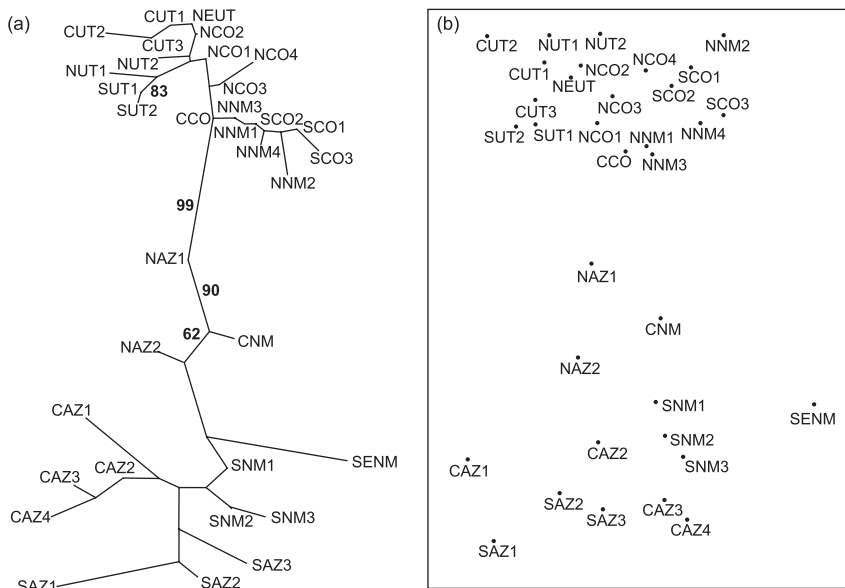 (a)
CUT1 NEUT
CUT2
NCO2
CUT3
NCO1
NCO4
NUT2
NUT1
SUT1
83
NCO3
SUT2
NNM3
CCO
SCO2
SCO1
NNM1
NNM4
SCO3
NNM2
99
NAZ1
90
62
CNM
NAZ2
CAZ1
SENM
SNM1
CAZ3
CAZ2
CAZ4
SNM2
SNM3
SAZ3
SAZ1
SAZ2
(b)
CUT2
NUT1
NUT2
NNM2
NCO4
CUT1
NCO2
SCO1
NEUT
SCO2
NCO3
SCO3
CUT3
SUT2
SUT1
NCO1
NNM1
NNM4
CCO
NNM3
NAZ1
CNM
NAZ2
SNM1
SENM
SNM2
CAZ2
SNM3
CAZ1
SAZ2
CAZ3
SAZ3
CAZ4
SAZ1